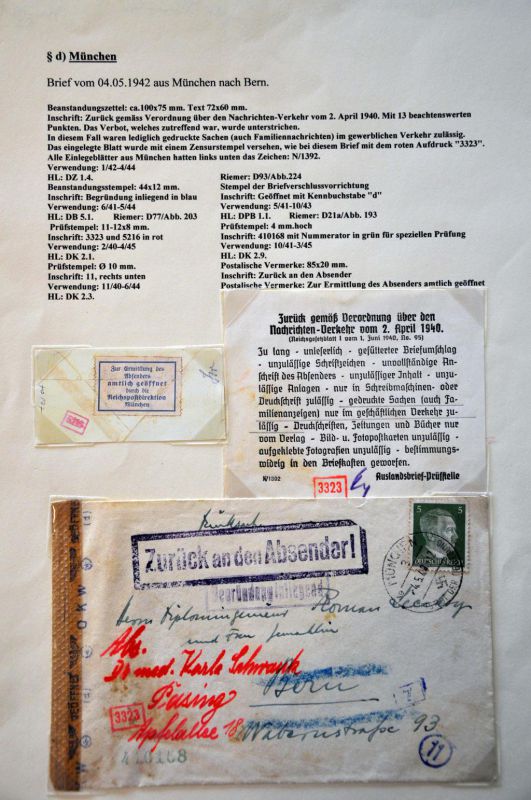 § d) München
Brief vom 04.05.1942 aus München nach Bern.
Beanstandungszettel: ca.100x75 mm. Text 72x60 mm.
Inschrift: Zurück gemäss Verordnung über den Nachrichten-Verkehr vom 2. April 1940. Mit 13 beachtenswerten
Punkten. Das Verbot, welches zutreffend war, wurde unterstrichen.
In diesem Fall waren lediglich gedruckte Sachen (auch Familiennachrichten) im gewerblichen Verkehr zulässig.
Das eingelegte Blatt wurde mit einem Zensurstempel versehen, wie bei diesem Brief mit dem roten Aufdruck "3323".
Alle Einlegeblätter aus München hatten links unten das Zeichen: N/1392.
Verwendung: 1/42-4/44
HL: DZ 1.4. Riemer: D93/Abb.224
Beanstandungsstempel: 44x12 mm. Stempel der Briefverschlussvorrichtung
Inschrift: Begründung inliegend in blau Inschrift: Geöffnet mit Kennbuchstabe "d"
Verwendung: 6/41-5/44 Verwendung: 5/41-10/43
HL: DB 5.1. Riemer: D77/Abb. 203 HL: DPB 1.1. Riemer: D21a/Abb. 193
Prüfstempel: 11-12x8 mm. Prüfstempel: 4 mm.hoch
Inschrift: 3323 und 5216 in rot Inschrift: 410168 mit Nummerator in grün für speziellen Prüfung
Verwendung: 2/40-4/45 Verwendung: 10/41-3/45
HL: DK 2.1. HL: DK 2.9.
Prüfstempel: Ø 10 mm. Postalische Vermerke: 85x20 mm.
Inschrift: 11, rechts unten Inschrift: Zurück an den Absender
Verwendung: 11/40-6/44 Postalische Vermerke: Zur Ermittlung des Absenders amtlich geöffnet
HL: DK 2.3.
Zur Ermittlung des
Absenders
amtlich geöffnet
durch die
Reichspostdirektion
München
Zurück gemäß Verordnung über den
Nachrichten-Verkehr vom 2. April 1940.
(Reichsgesetzblatt I vom 1. Juni 1940, No. 95)
Zu lang - unleserlich - gefütterter Briefumschlag
- unzulässige Schriftzeichen - unvollständige An-
schrift des Absenders - unzulässiger Inhalt - unzu-
lässige Anlagen - nur in Schreibmaschinen- oder
Druckschrift zulässig - gedruckte Sachen (auch Fa-
milienanzeigen) nur im geschäftlichen Verkehr zu-
lässig - Druckschriften, Zeitungen und Bücher nur
vom Verlag - Bild- u. Fotopostkarten unzulässig -
aufgeklebte Fotografien unzulässig - bestimmungs-
widrig in den Briefkasten geworfen.
N/1392 Auslandsbrief-Prüfstelle
3323
Zurück an den Absender!
Begründung inliegend
5 5
Herrn Diplomingenieur Roman
und Frau Gemahlin
Abs.
Dr med. Karla Schwank
Pasing
Bern
3323
Apfelallee 18 Wabernstraße 93
410168
11
OKW